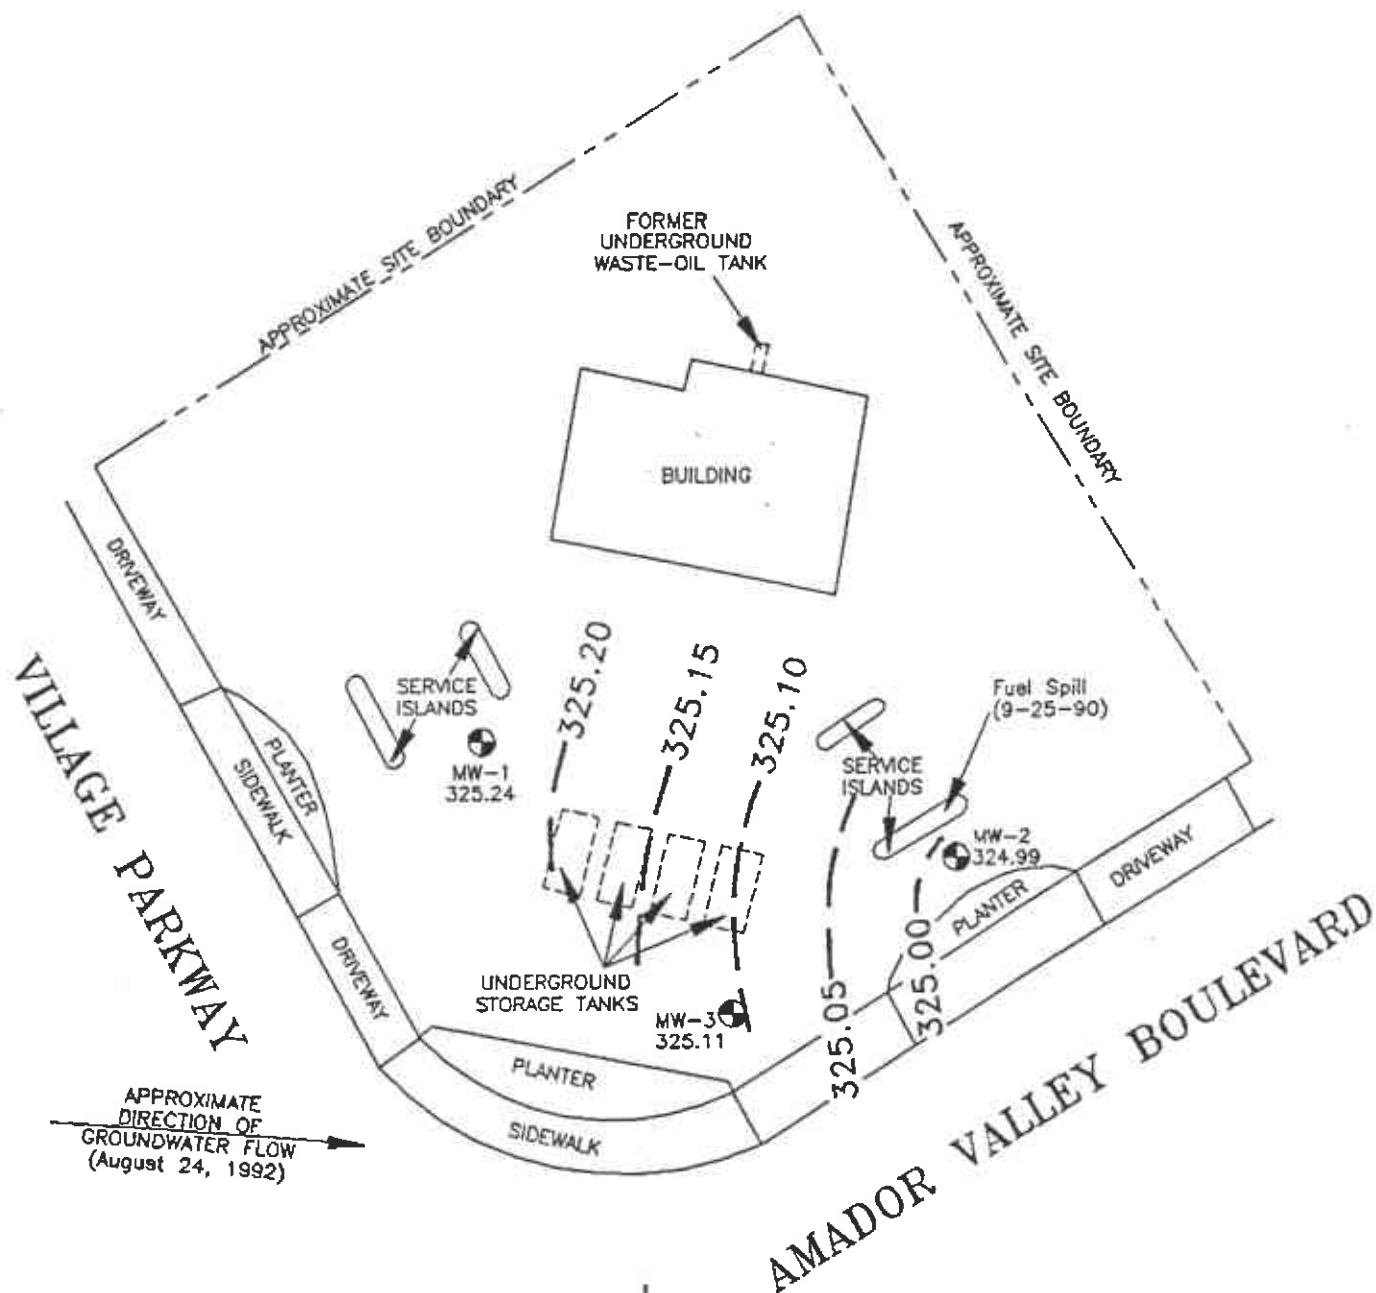 APPROXIMATE SITE BOUNDARY
FORMER
UNDERGROUND
WASTE-OIL TANK
APPROXIMATE SITE BOUNDARY
BUILDING
DRIVEWAY
325.20
325.15
325.10
SERVICE
ISLANDS
Fuel Spill
(9-25-90)
MW-1
325.24
PLANTER
SIDEWALK
VILLAGE PARKWAY
SERVICE
ISLANDS
MW-2
324.99
DRIVEWAY
PLANTER
DRIVEWAY
UNDERGROUND
STORAGE TANKS
MW-3
325.11
325.05
325.00
PLANTER
SIDEWALK
AMADOR VALLEY BOULEVARD
APPROXIMATE
DIRECTION OF
GROUNDWATER FLOW
(August 24, 1992)